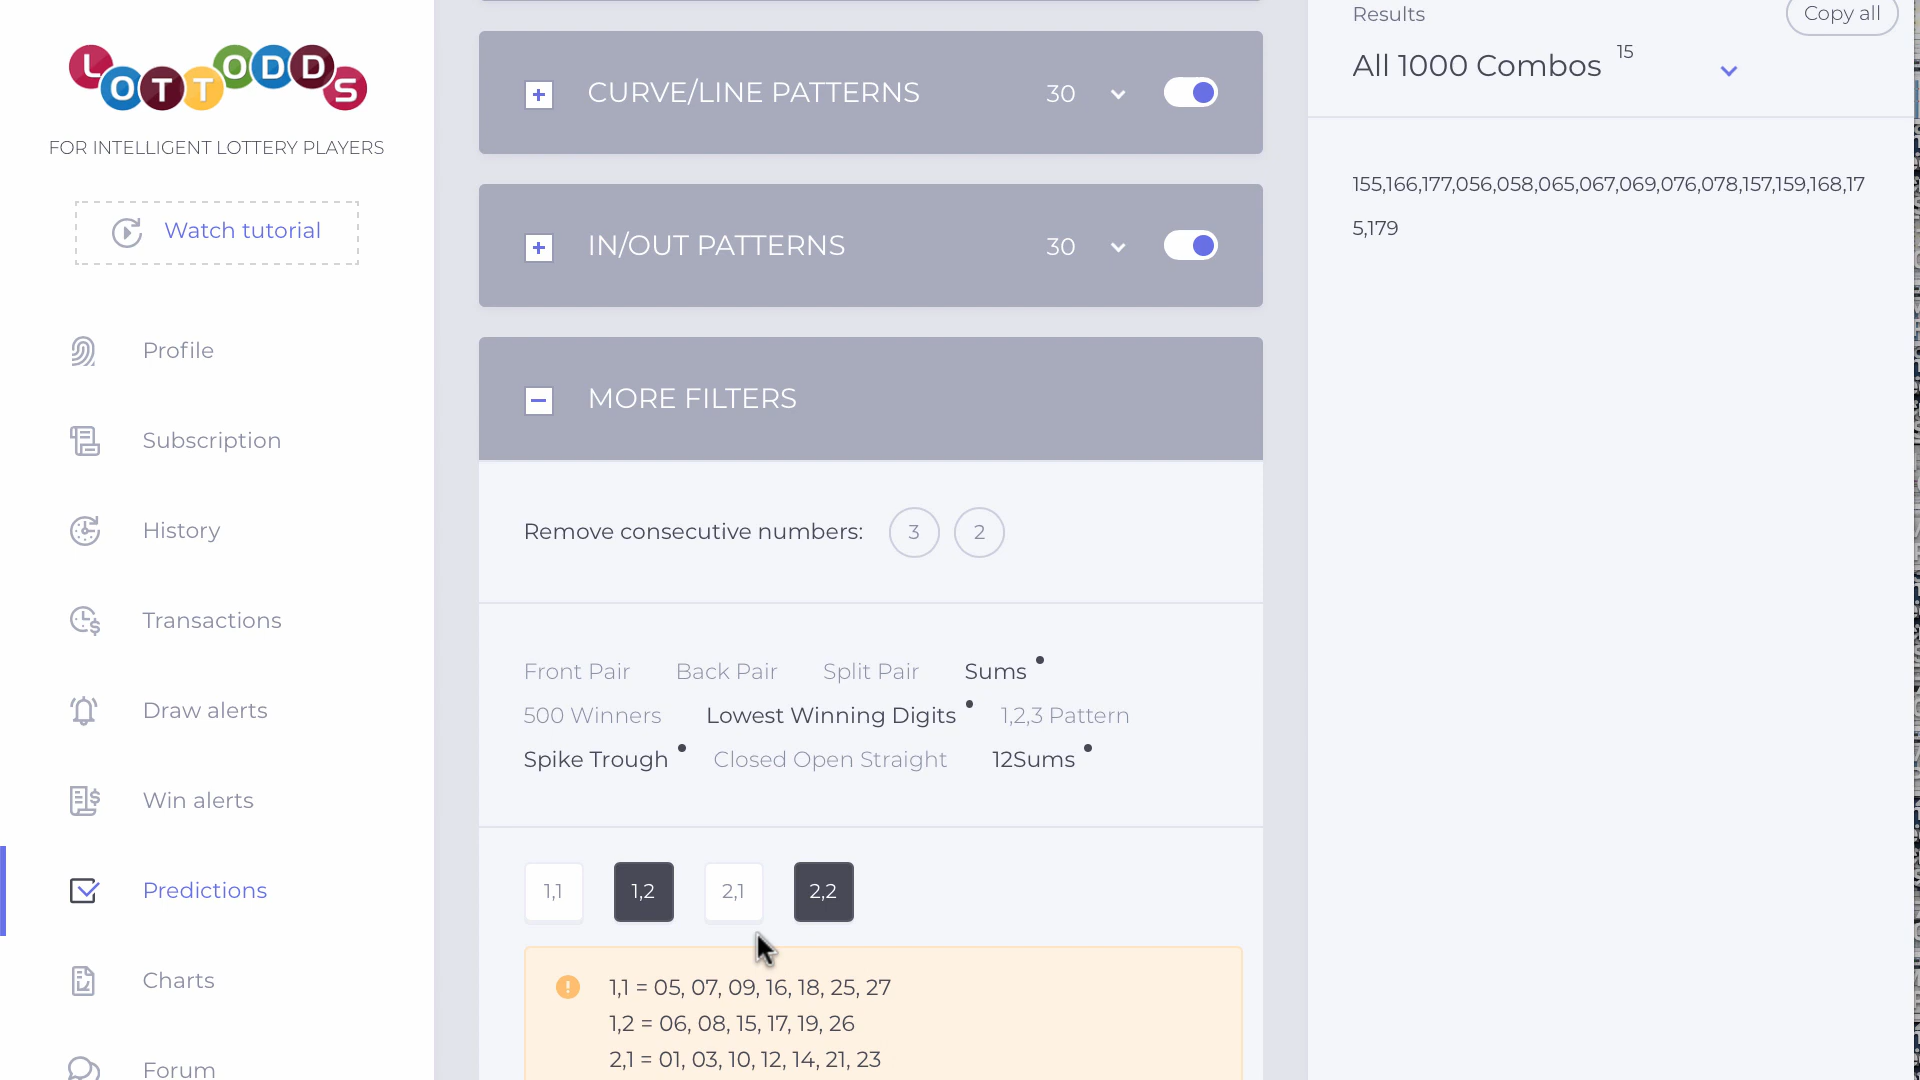 LOTTODDS
FOR INTELLIGENT LOTTERY PLAYERS
Watch tutorial
Profile
Subscription
History
Transactions
Draw alerts
Win alerts
Predictions
Charts
Forum
CURVE/LINE PATTERNS 30
IN/OUT PATTERNS 30
MORE FILTERS
Remove consecutive numbers: 3 2
Front Pair Back Pair Split Pair Sums
500 Winners Lowest Winning Digits 1,2,3 Pattern
Spike Trough Closed Open Straight 12Sums
1,1 1,2 2,1 2,2
1,1 = 05, 07, 09, 16, 18, 25, 27
1,2 = 06, 08, 15, 17, 19, 26
2,1 = 01, 03, 10, 12, 14, 21, 23
Results Copy all
All 1000 Combos 15
155,166,177,056,058,065,067,069,076,078,157,159,168,17
5,179